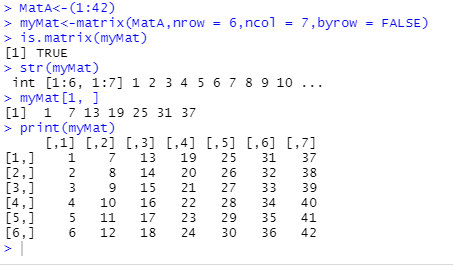 > MatA<-(1:42)
> myMat<-matrix(MatA,nrow = 6,ncol = 7,byrow = FALSE)
> is.matrix(myMat)
[1] TRUE
> str(myMat)
 int [1:6, 1:7] 1 2 3 4 5 6 7 8 9 10 ...
> myMat[1, ]
[1]  1  7 13 19 25 31 37
> print(myMat)
     [,1] [,2] [,3] [,4] [,5] [,6] [,7]
[1,]    1    7   13   19   25   31   37
[2,]    2    8   14   20   26   32   38
[3,]    3    9   15   21   27   33   39
[4,]    4   10   16   22   28   34   40
[5,]    5   11   17   23   29   35   41
[6,]    6   12   18   24   30   36   42
>